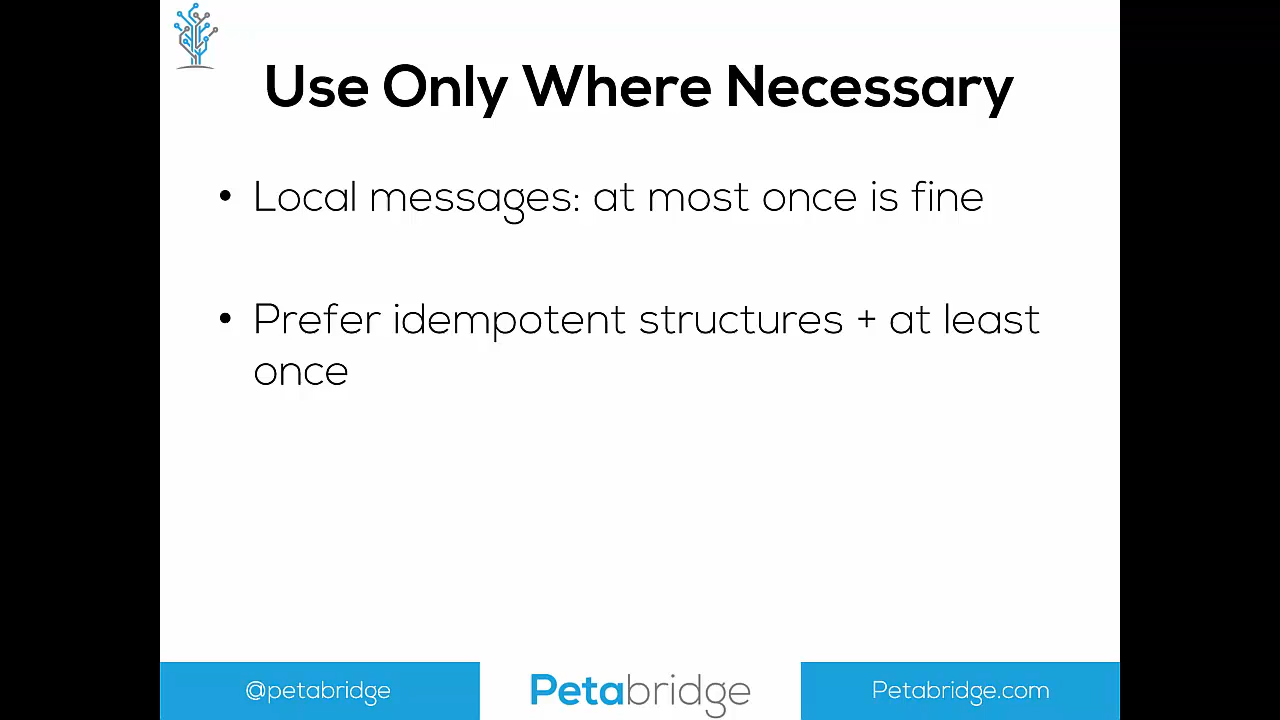 Use Only Where Necessary
• Local messages: at most once is fine
• Prefer idempotent structures + at least
once
@petabridge
Petabridge
Petabridge.com